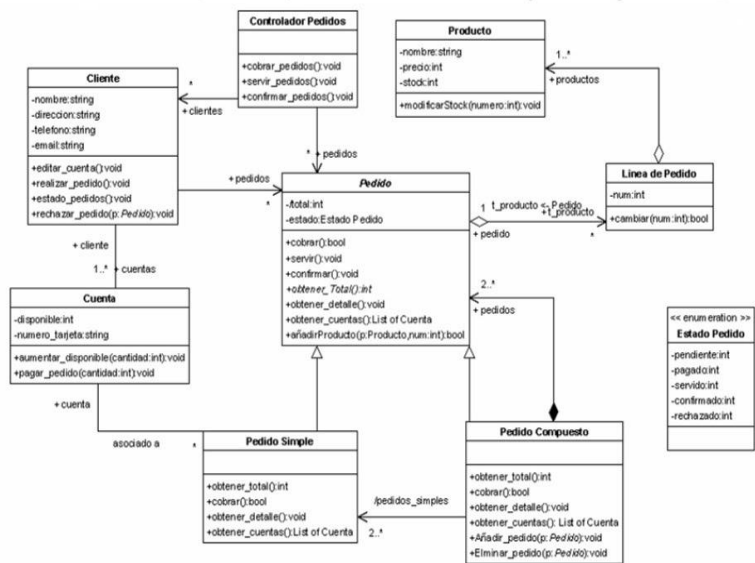 Controlador Pedidos
+cobrar_pedidos():void
+servir_pedidos():void
+confirmar_pedidos():void
Producto
-nombre:string
-precio:int
-stock:int
+modificarStock(numero:int):void
Cliente
-nombre:string
-direccion:string
-telefono:string
-email:string
+editar_cuenta():void
+realizar_pedido():void
+estado_pedidos():void
+rechazar_pedido(p:Pedido):void
*
+ clientes
1..*
+ productos
* + pedidos
+ pedidos
*
Pedido
-/total:int
-estado:Estado Pedido
+cobrar():bool
+servir():void
+confirmar():void
+obtener_Total():int
+obtener_detalle():void
+obtener_cuentas():List of Cuenta
+añadirProducto(p:Producto,num:int):bool
1
t_producto <- Pedido
+t_producto
+ pedido
*
Linea de Pedido
-num:int
+cambiar(num:int):bool
+ cliente
1..* + cuentas
Cuenta
-disponible:int
-numero_tarjeta:string
+aumentar_disponible(cantidad:int):void
+pagar_pedido(cantidad:int):void
2..*
+ pedidos
<< enumeration >>
Estado Pedido
-pendiente:int
-pagado:int
-servido:int
-confirmado:int
-rechazado:int
+ cuenta
asociado a
*
Pedido Simple
+obtener_total():int
+cobrar():bool
+obtener_detalle():void
+obtener_cuentas():List of Cuenta
/pedidos_simples
2..*
Pedido Compuesto
+obtener_total():int
+cobrar():bool
+obtener_detalle():void
+obtener_cuentas(): List of Cuenta
+Añadir_pedido(p:Pedido):void
+Elminar_pedido(p:Pedido):void